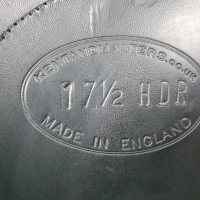 KENTANDMASTERS.co.uk
17½ HDR
MADE IN ENGLAND